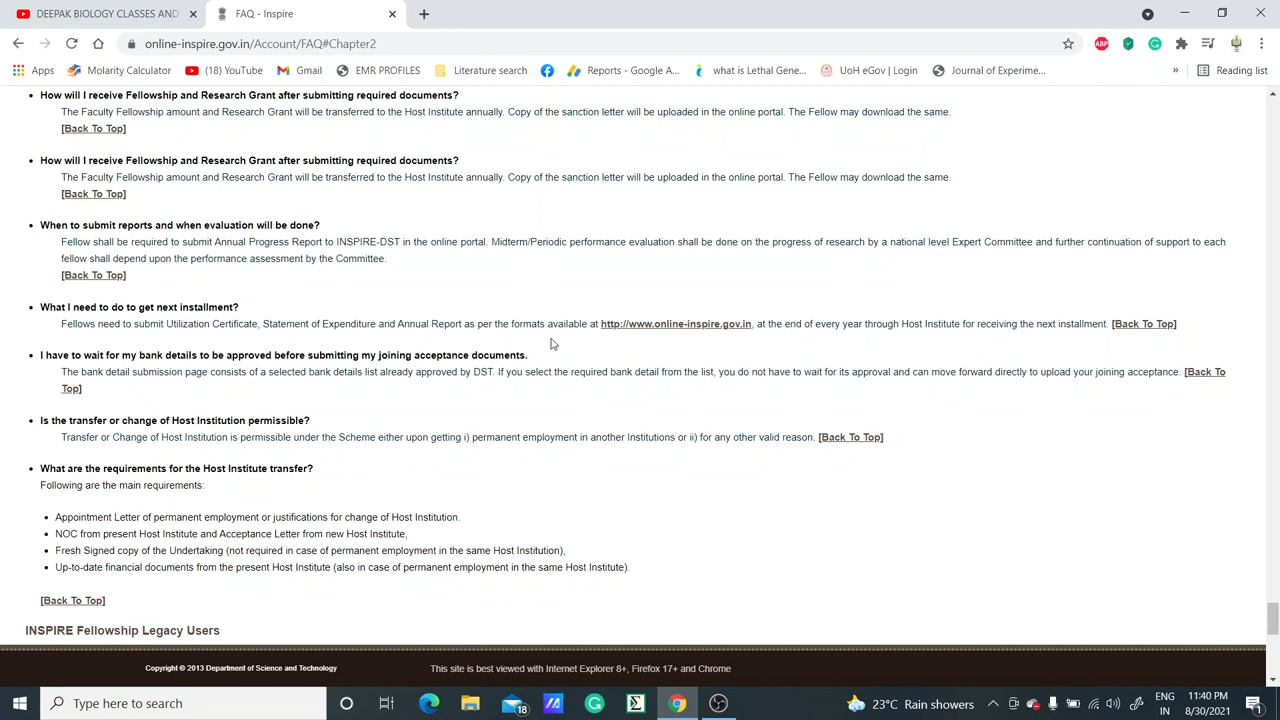 DEEPAK BIOLOGY CLASSES AND
FAQ - Inspire
online-inspire.gov.in/Account/FAQ#Chapter2
ABP
Apps
Molarity Calculator
(18) YouTube
Gmail
EMR PROFILES
Literature search
Reports - Google A...
what is Lethal Gene...
UoH eGov | Login
Journal of Experime...
»
Reading list
How will I receive Fellowship and Research Grant after submitting required documents?
The Faculty Fellowship amount and Research Grant will be transferred to the Host Institute annually. Copy of the sanction letter will be uploaded in the online portal. The Fellow may download the same.
[Back To Top]
How will I receive Fellowship and Research Grant after submitting required documents?
The Faculty Fellowship amount and Research Grant will be transferred to the Host Institute annually. Copy of the sanction letter will be uploaded in the online portal. The Fellow may download the same.
[Back To Top]
When to submit reports and when evaluation will be done?
Fellow shall be required to submit Annual Progress Report to INSPIRE-DST in the online portal. Midterm/Periodic performance evaluation shall be done on the progress of research by a national level Expert Committee and further continuation of support to each
fellow shall depend upon the performance assessment by the Committee.
[Back To Top]
What I need to do to get next installment?
Fellows need to submit Utilization Certificate, Statement of Expenditure and Annual Report as per the formats available at http://www.online-inspire.gov.in, at the end of every year through Host Institute for receiving the next installment. [Back To Top]
I have to wait for my bank details to be approved before submitting my joining acceptance documents.
The bank detail submission page consists of a selected bank details list already approved by DST. If you select the required bank detail from the list, you do not have to wait for its approval and can move forward directly to upload your joining acceptance. [Back To
Top]
Is the transfer or change of Host Institution permissible?
Transfer or Change of Host Institution is permissible under the Scheme either upon getting i) permanent employment in another Institutions or ii) for any other valid reason. [Back To Top]
What are the requirements for the Host Institute transfer?
Following are the main requirements:
Appointment Letter of permanent employment or justifications for change of Host Institution.
NOC from present Host Institute and Acceptance Letter from new Host Institute,
Fresh Signed copy of the Undertaking (not required in case of permanent employment in the same Host Institution),
Up-to-date financial documents from the present Host Institute (also in case of permanent employment in the same Host Institute).
[Back To Top]
INSPIRE Fellowship Legacy Users
Copyright © 2013 Department of Science and Technology
This site is best viewed with Internet Explorer 8+, Firefox 17+ and Chrome
Type here to search
18
23°C Rain showers
ENG
IN
11:40 PM
8/30/2021
1